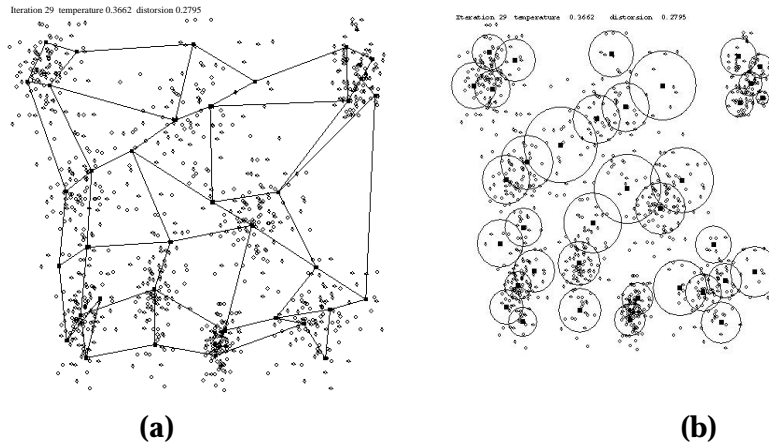 Iteration 29 temperature 0.3662 distorsion 0.2795
Iteration 29 temperature 0.3662 distorsion 0.2795
(a)
(b)